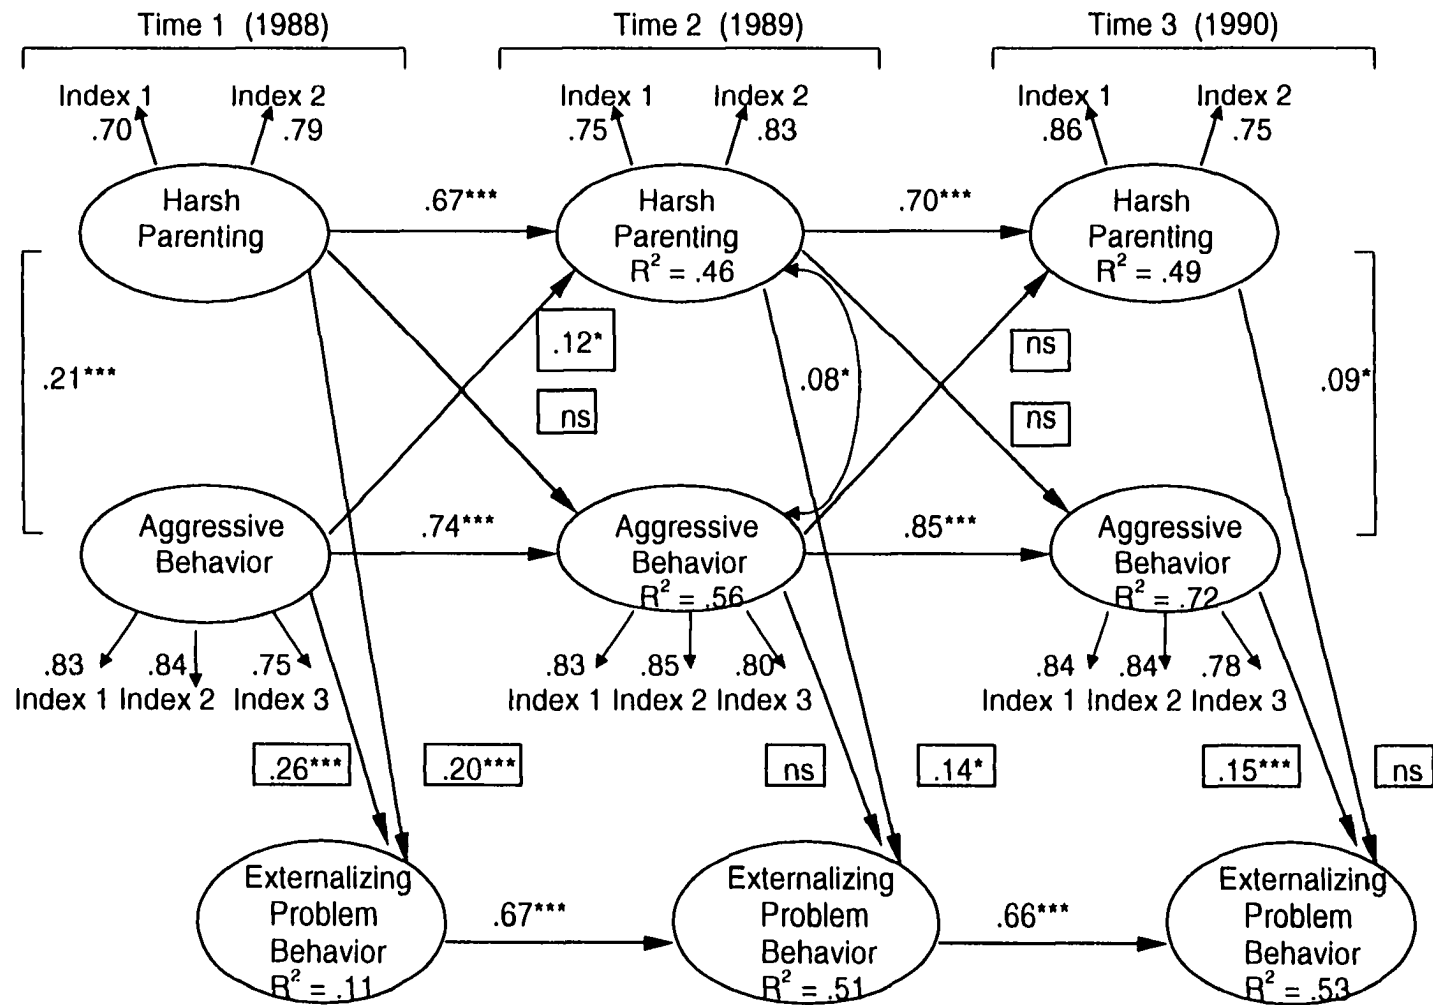 Time 1 (1988) Time 2 (1989) Time 3 (1990)
Index 1 Index 2 Index 1 Index 2 Index 1 Index 2
.70 .79 .75 .83 .86 .75
Harsh
Parenting
.67***
Harsh
Parenting
R² = .46
.70***
Harsh
Parenting
R² = .49
.21***
.12*
ns
.08*
ns
ns
.09*
Aggressive
Behavior
.74***
Aggressive
Behavior
R² = .56
.85***
Aggressive
Behavior
R² = .72
.83 .84 .75 .83 .85 .80 .84 .84 .78
Index 1 Index 2 Index 3 Index 1 Index 2 Index 3 Index 1 Index 2 Index 3
.26*** .20*** ns .14* .15*** ns
Externalizing
Problem
Behavior
R² = .11
.67***
Externalizing
Problem
Behavior
R² = .51
.66***
Externalizing
Problem
Behavior
R² = .53